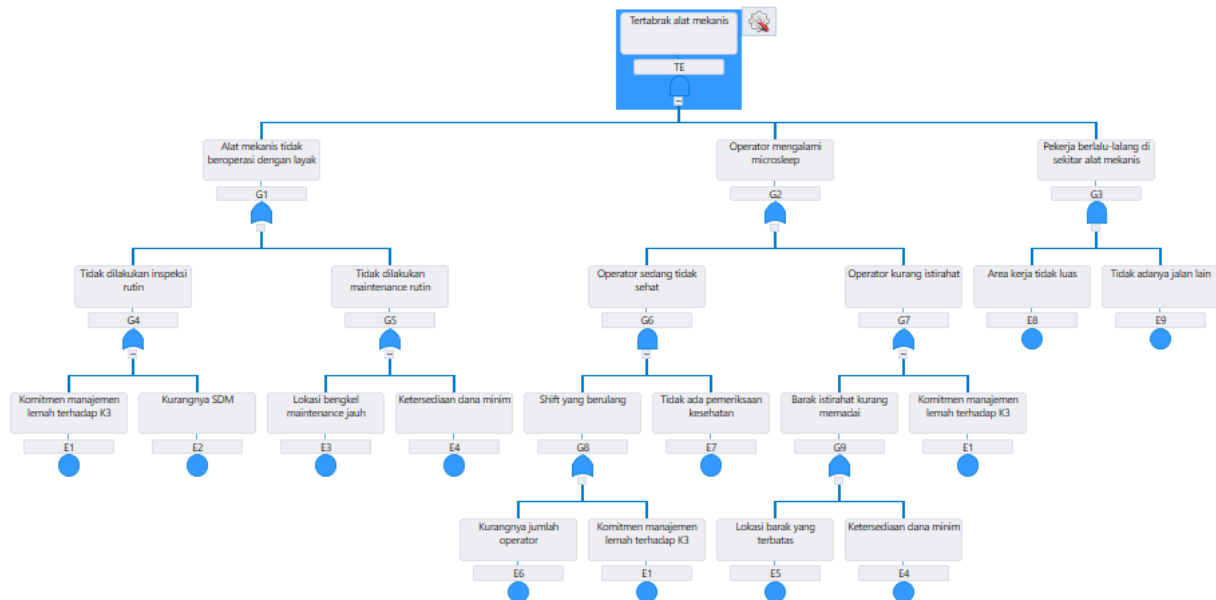 Tertabrak alat mekanis
TE
Alat mekanis tidak
beroperasi dengan layak
G1
Operator mengalami
microsleep
G2
Pekerja berlalu-lalang di
sekitar alat mekanis
G3
Tidak dilakukan inspeksi
rutin
G4
Tidak dilakukan
maintenance rutin
G5
Operator sedang tidak
sehat
G6
Operator kurang istirahat
G7
Area kerja tidak luas
E8
Tidak adanya jalan lain
E9
Komitmen manajemen
lemah terhadap K3
E1
Kurangnya SDM
E2
Lokasi bengkel
maintenance jauh
E3
Ketersediaan dana minim
E4
Shift yang berulang
G8
Tidak ada pemeriksaan
kesehatan
E7
Barak istirahat kurang
memadai
G9
Komitmen manajemen
lemah terhadap K3
E1
Kurangnya jumlah
operator
E6
Komitmen manajemen
lemah terhadap K3
E1
Lokasi barak yang
terbatas
E5
Ketersediaan dana minim
E4